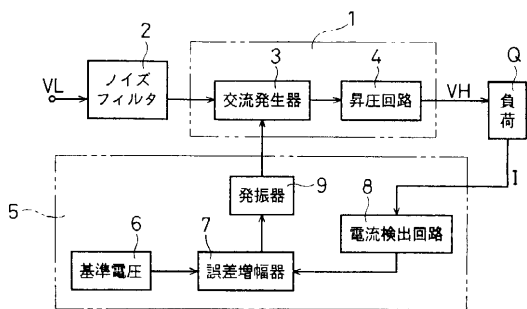 1
2
ノイズ
フィルタ
VL
3
交流発生器
4
昇圧回路
VH
Q
負荷
I
5
9
発振器
8
電流検出回路
6
基準電圧
7
誤差増幅器